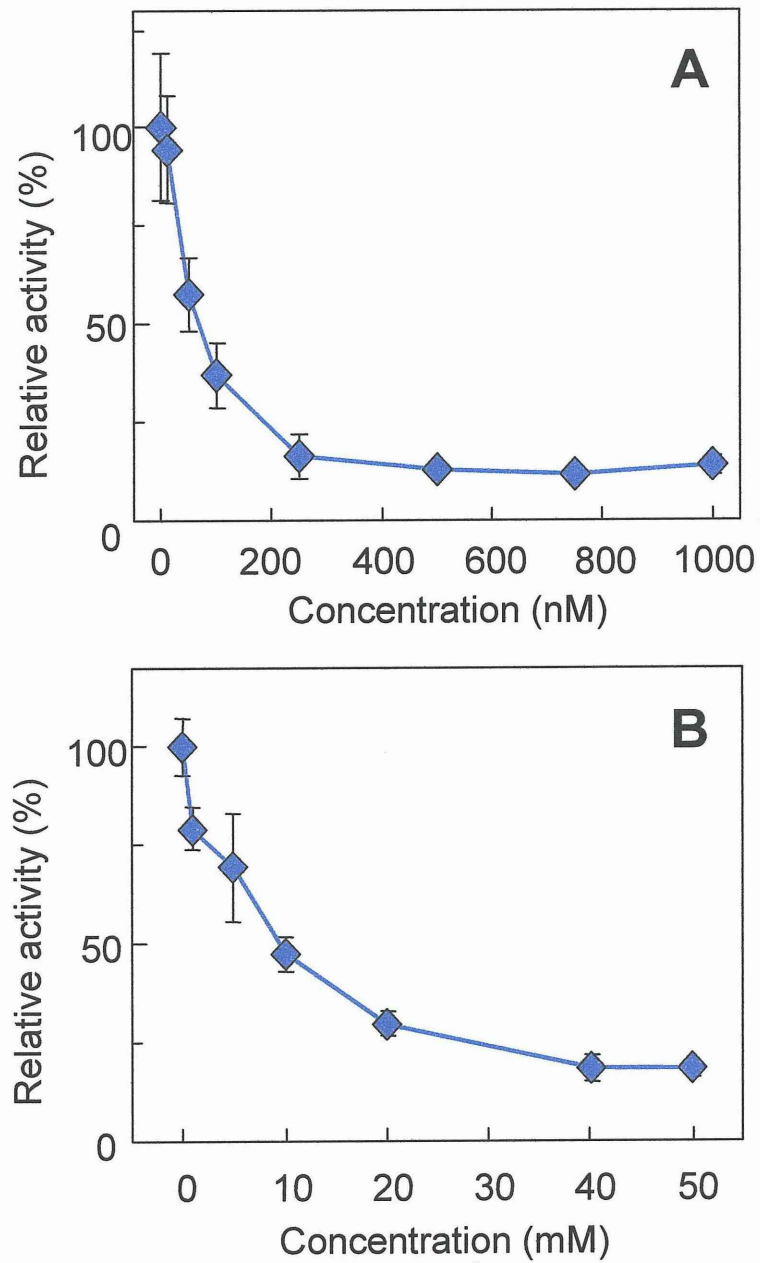 A
Relative activity (%)
100
50
0
0 200 400 600 800 1000
Concentration (nM)
B
Relative activity (%)
100
50
0
0 10 20 30 40 50
Concentration (mM)